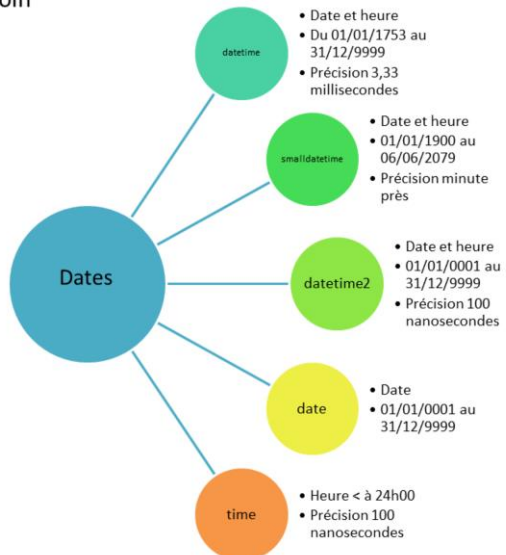 datetime
• Date et heure
• Du 01/01/1753 au
31/12/9999
• Précision 3,33
millisecondes
smalldatetime
• Date et heure
• 01/01/1900 au
06/06/2079
• Précision minute
près
Dates
datetime2
• Date et heure
• 01/01/0001 au
31/12/9999
• Précision 100
nanosecondes
date
• Date
• 01/01/0001 au
31/12/9999
time
• Heure < à 24h00
• Précision 100
nanosecondes